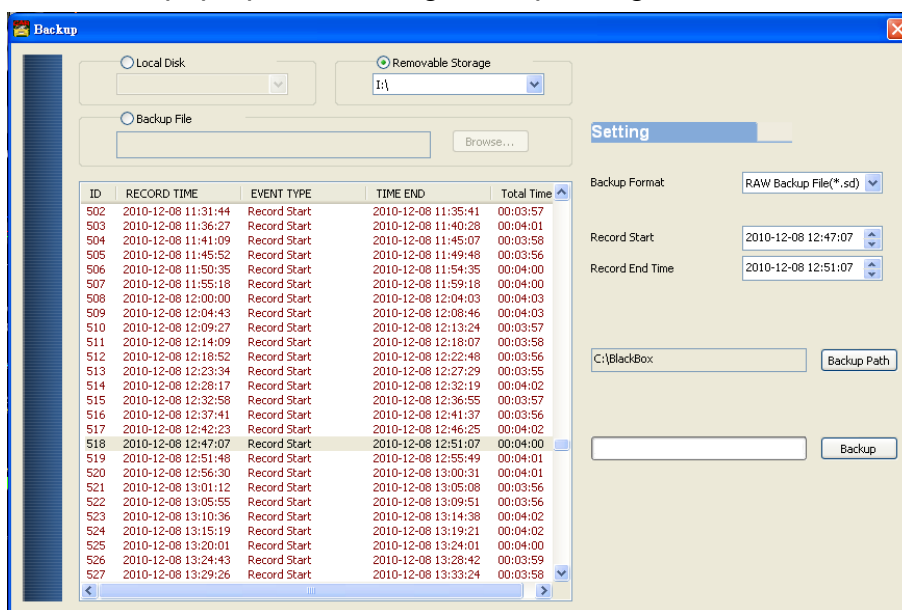 Backup
Local Disk
Removable Storage
I:\
Backup File
Browse...
Setting
Backup Format
RAW Backup File(*.sd)
Record Start
2010-12-08 12:47:07
Record End Time
2010-12-08 12:51:07
C:\BlackBox
Backup Path
Backup
ID RECORD TIME EVENT TYPE TIME END Total Time
502 2010-12-08 11:31:44 Record Start 2010-12-08 11:35:41 00:03:57
503 2010-12-08 11:36:27 Record Start 2010-12-08 11:40:28 00:04:01
504 2010-12-08 11:41:09 Record Start 2010-12-08 11:45:07 00:03:58
505 2010-12-08 11:45:52 Record Start 2010-12-08 11:49:48 00:03:56
506 2010-12-08 11:50:35 Record Start 2010-12-08 11:54:35 00:04:00
507 2010-12-08 11:55:18 Record Start 2010-12-08 11:59:18 00:04:00
508 2010-12-08 12:00:00 Record Start 2010-12-08 12:04:03 00:04:03
509 2010-12-08 12:04:43 Record Start 2010-12-08 12:08:46 00:04:03
510 2010-12-08 12:09:27 Record Start 2010-12-08 12:13:24 00:03:57
511 2010-12-08 12:14:09 Record Start 2010-12-08 12:18:07 00:03:58
512 2010-12-08 12:18:52 Record Start 2010-12-08 12:22:48 00:03:56
513 2010-12-08 12:23:34 Record Start 2010-12-08 12:27:29 00:03:55
514 2010-12-08 12:28:17 Record Start 2010-12-08 12:32:19 00:04:02
515 2010-12-08 12:32:58 Record Start 2010-12-08 12:36:55 00:03:57
516 2010-12-08 12:37:41 Record Start 2010-12-08 12:41:37 00:03:56
517 2010-12-08 12:42:23 Record Start 2010-12-08 12:46:25 00:04:02
518 2010-12-08 12:47:07 Record Start 2010-12-08 12:51:07 00:04:00
519 2010-12-08 12:51:48 Record Start 2010-12-08 12:55:49 00:04:01
520 2010-12-08 12:56:30 Record Start 2010-12-08 13:00:31 00:04:01
521 2010-12-08 13:01:12 Record Start 2010-12-08 13:05:08 00:03:56
522 2010-12-08 13:05:55 Record Start 2010-12-08 13:09:51 00:03:56
523 2010-12-08 13:10:36 Record Start 2010-12-08 13:14:38 00:04:02
524 2010-12-08 13:15:19 Record Start 2010-12-08 13:19:21 00:04:02
525 2010-12-08 13:20:01 Record Start 2010-12-08 13:24:01 00:04:00
526 2010-12-08 13:24:43 Record Start 2010-12-08 13:28:42 00:03:59
527 2010-12-08 13:29:26 Record Start 2010-12-08 13:33:24 00:03:58